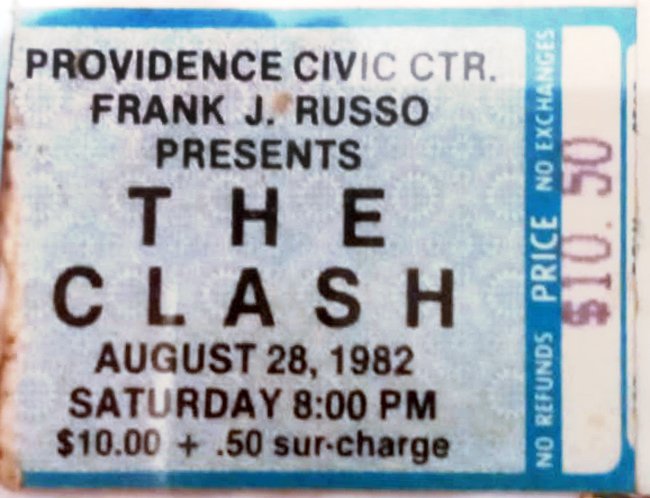 PROVIDENCE CIVIC CTR.
FRANK J. RUSSO
PRESENTS
THE
CLASH
AUGUST 28, 1982
SATURDAY 8:00 PM
$10.00 + .50 sur-charge
NO REFUNDS PRICE NO EXCHANGES
$10.50